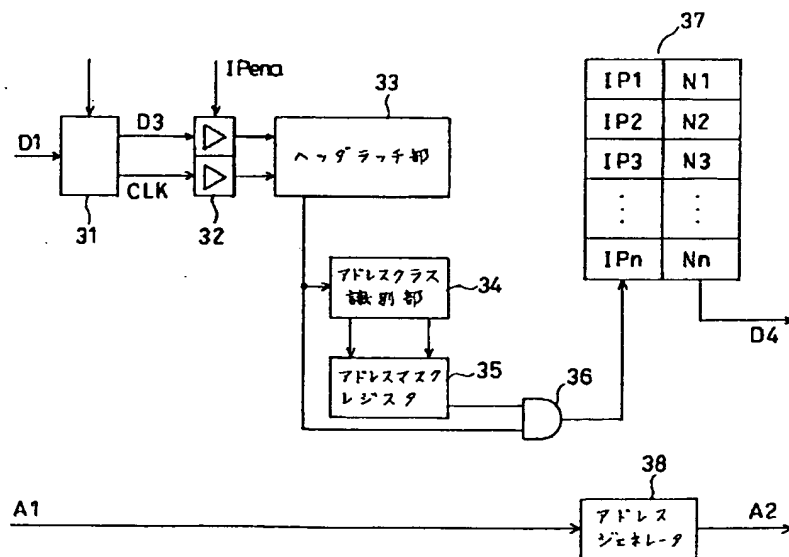 37
IPena
33
IP1 N1
D3
IP2 N2
D1
ヘッダラッチ部
IP3 N3
CLK
31
32
IPn Nn
アドレスクラス
識別部
34
D4
アドレスマスク
レジスタ
35
36
38
A1
アドレス
ジェネレータ
A2